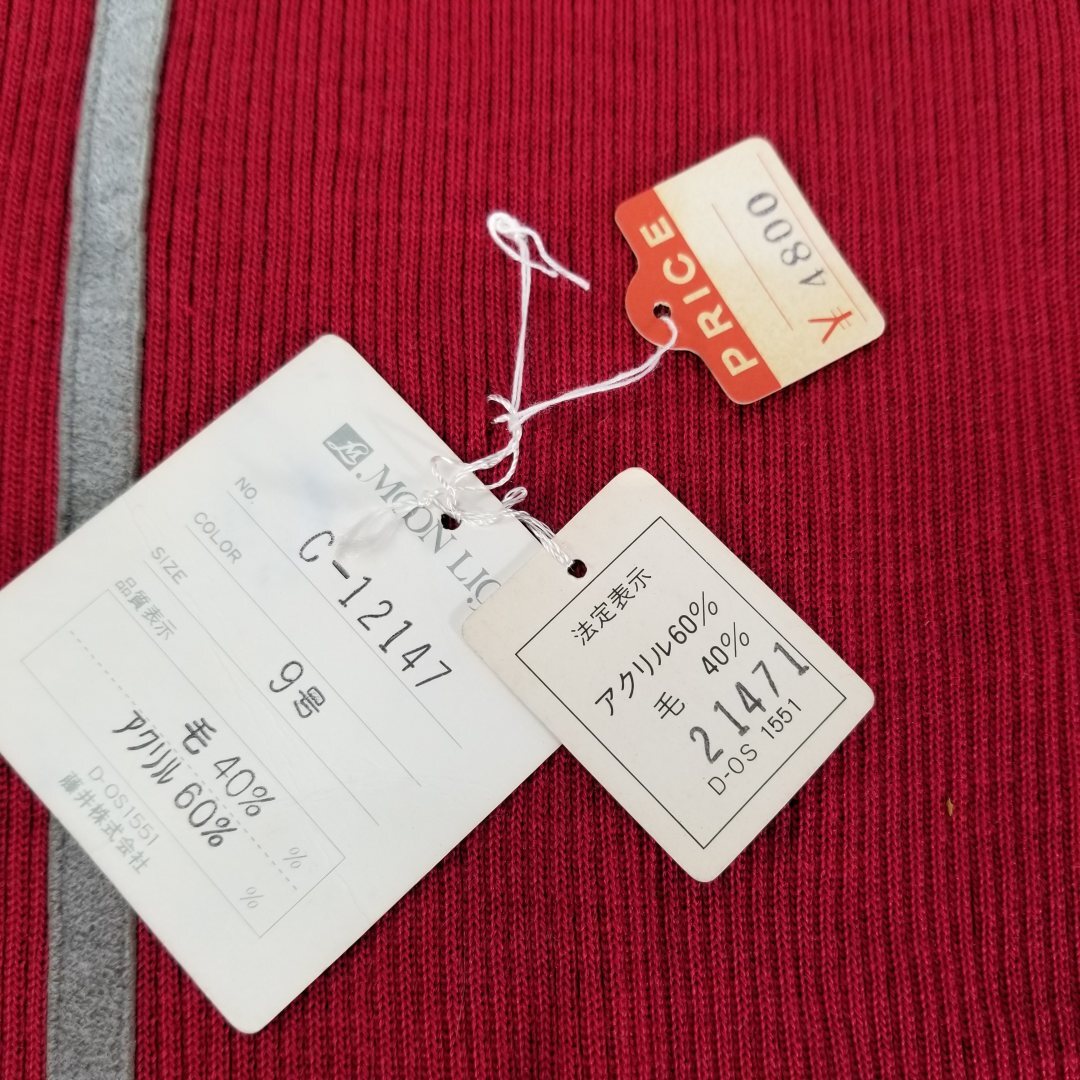 PRICE
¥ 4800
M.
MOON LIG
NO.
C-12147
COLOR
SIZE
9号
品質表示
毛 40%
アクリル 60%
%
%
D-OS1551
藤井株式会社
法定表示
アクリル60%
毛 40%
21471
D-OS 1551